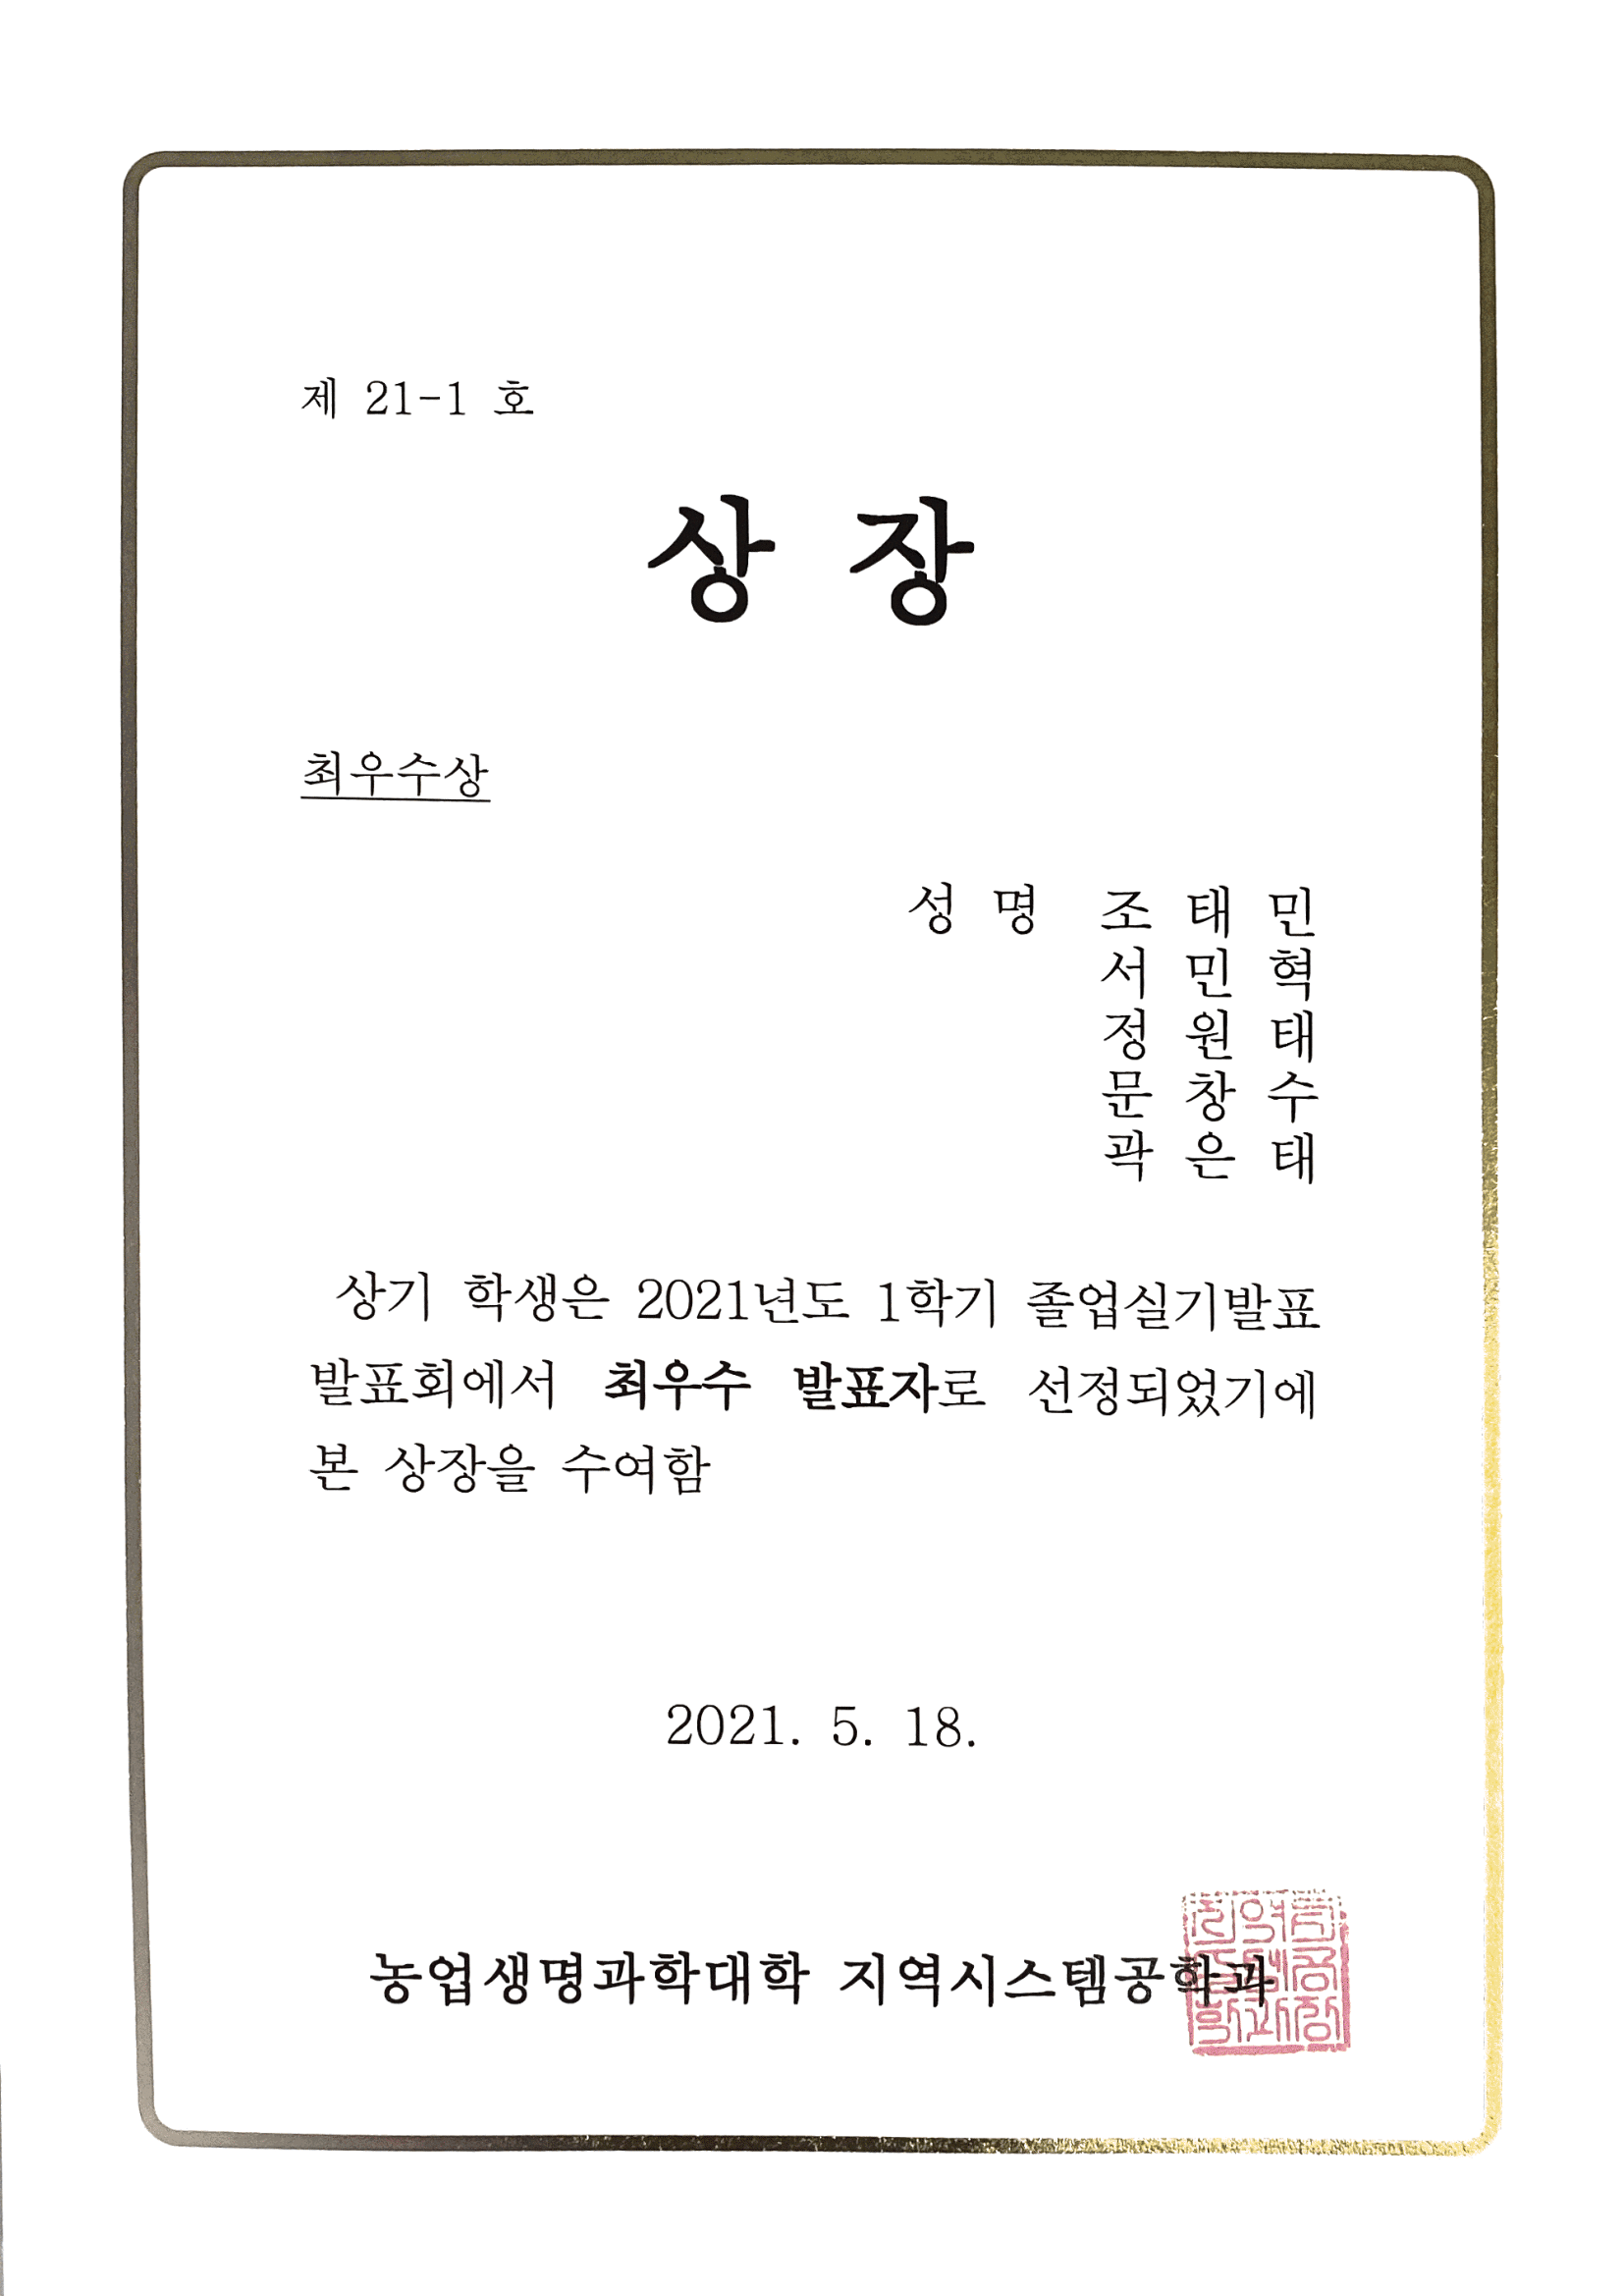 제 21-1 호
상 장
최우수상
성 명 조 태 민
서 민 혁
정 원 태
문 창 수
곽 은 태
상기 학생은 2021년도 1학기 졸업실기발표
발표회에서 최우수 발표자로 선정되었기에
본 상장을 수여함
2021. 5. 18.
농업생명과학대학 지역시스템공학과